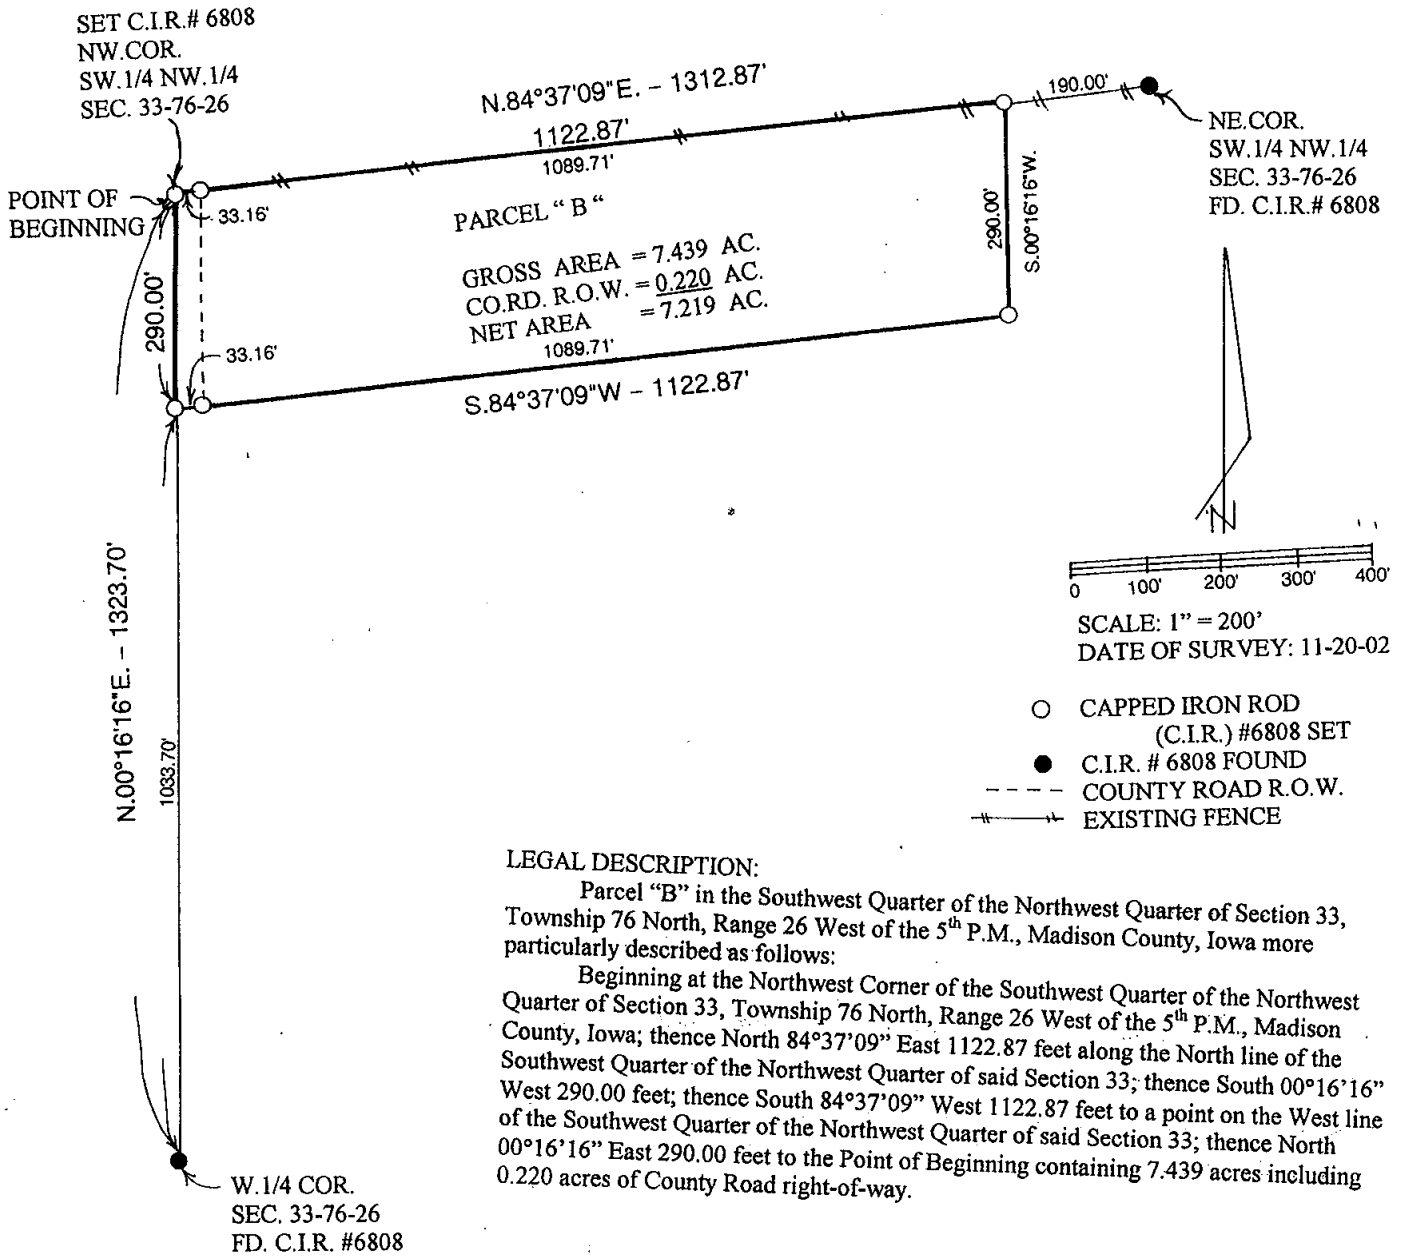 SET C.I.R.# 6808
NW.COR.
SW.1/4 NW.1/4
SEC. 33-76-26
N.84°37'09"E. – 1312.87'
1122.87'
1089.71'
190.00'
NE.COR.
SW.1/4 NW.1/4
SEC. 33-76-26
FD. C.I.R.# 6808
POINT OF
BEGINNING
33.16'
PARCEL “ B “
GROSS AREA = 7.439 AC.
CO.RD. R.O.W. = 0.220 AC.
NET AREA = 7.219 AC.
290.00'
S.00°16'16"W.
290.00'
33.16'
1089.71'
S.84°37'09"W – 1122.87'
N
0 100' 200' 300' 400'
SCALE: 1” = 200’
DATE OF SURVEY: 11-20-02
N.00°16'16"E. – 1323.70'
1033.70'
CAPPED IRON ROD
(C.I.R.) #6808 SET
C.I.R. # 6808 FOUND
COUNTY ROAD R.O.W.
EXISTING FENCE
LEGAL DESCRIPTION:
Parcel “B” in the Southwest Quarter of the Northwest Quarter of Section 33,
Township 76 North, Range 26 West of the 5th P.M., Madison County, Iowa more
particularly described as follows:
Beginning at the Northwest Corner of the Southwest Quarter of the Northwest
Quarter of Section 33, Township 76 North, Range 26 West of the 5th P.M., Madison
County, Iowa; thence North 84°37’09” East 1122.87 feet along the North line of the
Southwest Quarter of the Northwest Quarter of said Section 33; thence South 00°16’16”
West 290.00 feet; thence South 84°37’09” West 1122.87 feet to a point on the West line
of the Southwest Quarter of the Northwest Quarter of said Section 33; thence North
00°16’16” East 290.00 feet to the Point of Beginning containing 7.439 acres including
0.220 acres of County Road right-of-way.
W.1/4 COR.
SEC. 33-76-26
FD. C.I.R. #6808